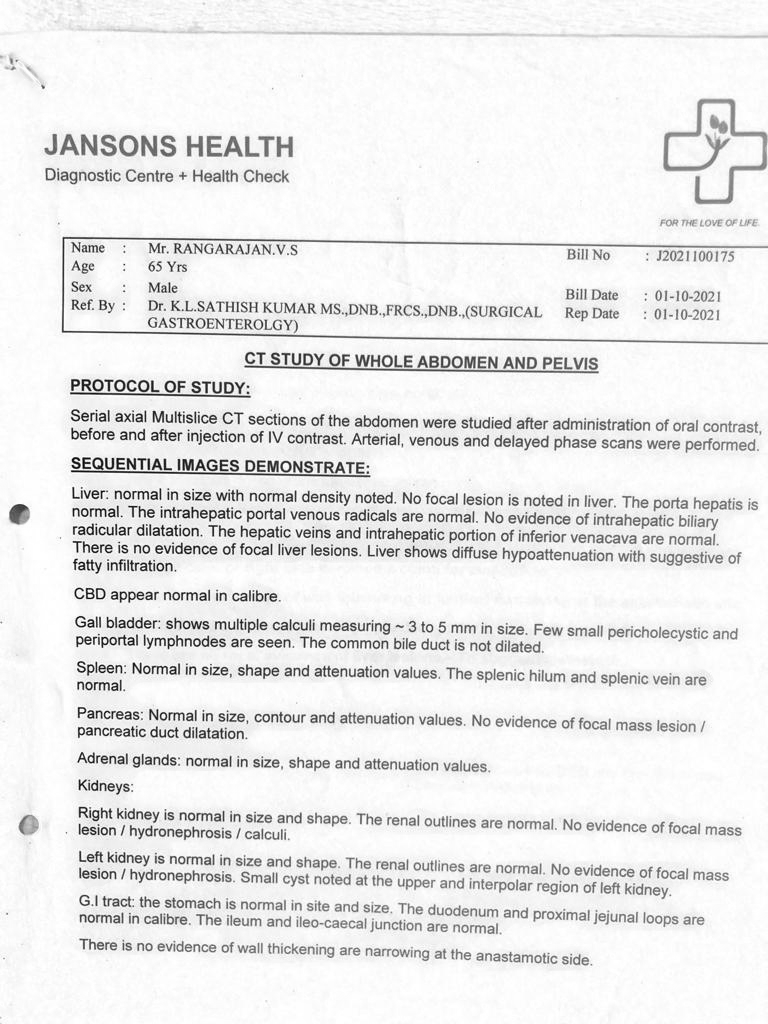 JANSONS HEALTH
Diagnostic Centre + Health Check
FOR THE LOVE OF LIFE.
Name : Mr. RANGARAJAN.V.S
Bill No : J2021100175
Age : 65 Yrs
Sex : Male
Bill Date : 01-10-2021
Ref. By : Dr. K.L.SATHISH KUMAR MS.,DNB.,FRCS.,DNB.,(SURGICAL
Rep Date : 01-10-2021
GASTROENTEROLGY)
CT STUDY OF WHOLE ABDOMEN AND PELVIS
PROTOCOL OF STUDY:
Serial axial Multislice CT sections of the abdomen were studied after administration of oral contrast,
before and after injection of IV contrast. Arterial, venous and delayed phase scans were performed.
SEQUENTIAL IMAGES DEMONSTRATE:
Liver: normal in size with normal density noted. No focal lesion is noted in liver. The porta hepatis is
normal. The intrahepatic portal venous radicals are normal. No evidence of intrahepatic biliary
radicular dilatation. The hepatic veins and intrahepatic portion of inferior venacava are normal.
There is no evidence of focal liver lesions. Liver shows diffuse hypoattenuation with suggestive of
fatty infiltration.
CBD appear normal in calibre.
Gall bladder: shows multiple calculi measuring ~ 3 to 5 mm in size. Few small pericholecystic and
periportal lymphnodes are seen. The common bile duct is not dilated.
Spleen: Normal in size, shape and attenuation values. The splenic hilum and splenic vein are
normal.
Pancreas: Normal in size, contour and attenuation values. No evidence of focal mass lesion /
pancreatic duct dilatation.
Adrenal glands: normal in size, shape and attenuation values.
Kidneys:
Right kidney is normal in size and shape. The renal outlines are normal. No evidence of focal mass
lesion / hydronephrosis / calculi.
Left kidney is normal in size and shape. The renal outlines are normal. No evidence of focal mass
lesion / hydronephrosis. Small cyst noted at the upper and interpolar region of left kidney.
G.I tract: the stomach is normal in site and size. The duodenum and proximal jejunal loops are
normal in calibre. The ileum and ileo-caecal junction are normal.
There is no evidence of wall thickening are narrowing at the anastamotic side.